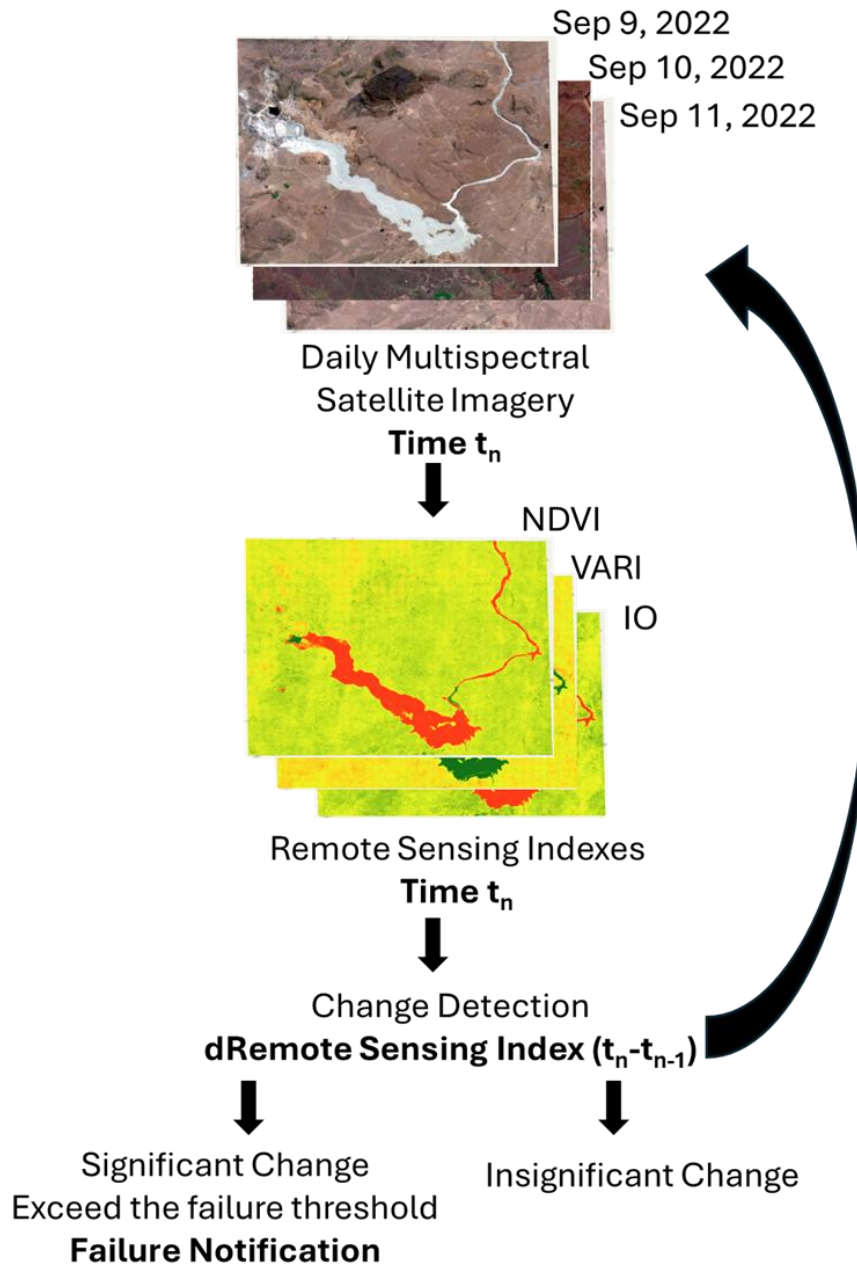 Sep 9, 2022
Sep 10, 2022
Sep 11, 2022
Daily Multispectral
Satellite Imagery
Time tn
NDVI
VARI
IO
Remote Sensing Indexes
Time tn
Change Detection
dRemote Sensing Index (tn-tn-1)
Significant Change
Exceed the failure threshold
Failure Notification
Insignificant Change